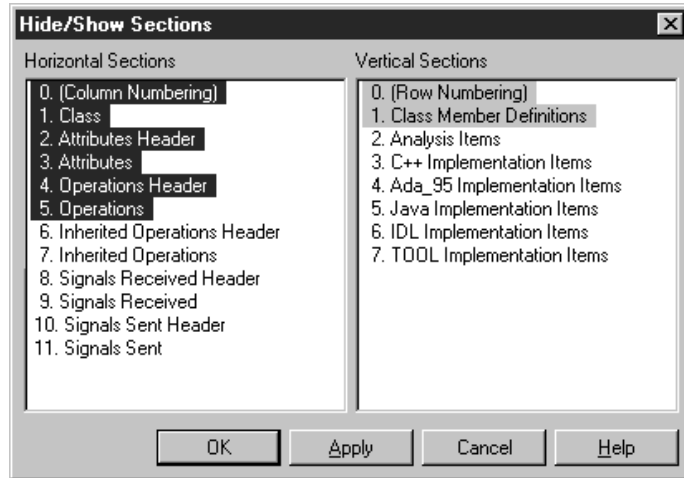 Hide/Show Sections
Horizontal Sections
0. (Column Numbering)
1. Class
2. Attributes Header
3. Attributes
4. Operations Header
5. Operations
6. Inherited Operations Header
7. Inherited Operations
8. Signals Received Header
9. Signals Received
10. Signals Sent Header
11. Signals Sent
Vertical Sections
0. (Row Numbering)
1. Class Member Definitions
2. Analysis Items
3. C++ Implementation Items
4. Ada_95 Implementation Items
5. Java Implementation Items
6. IDL Implementation Items
7. TOOL Implementation Items
OK Apply Cancel Help